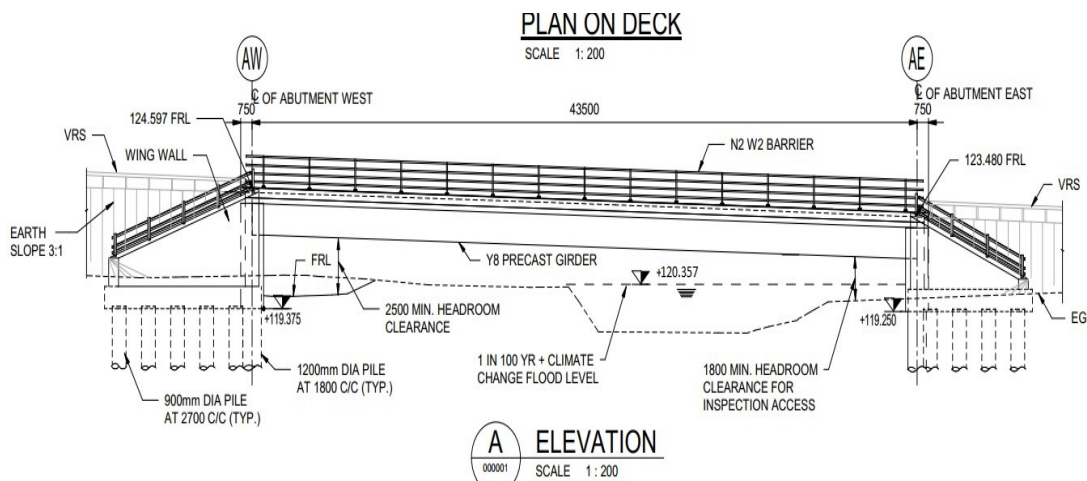 PLAN ON DECK
SCALE 1: 200
AW
AE
℄ OF ABUTMENT WEST
℄ OF ABUTMENT EAST
750
43500
750
124.597 FRL
VRS
WING WALL
N2 W2 BARRIER
123.480 FRL
VRS
EARTH
SLOPE 3:1
FRL
Y8 PRECAST GIRDER
+120.357
2500 MIN. HEADROOM
CLEARANCE
+119.375
+119.250
EG
1 IN 100 YR + CLIMATE
CHANGE FLOOD LEVEL
1800 MIN. HEADROOM
CLEARANCE FOR
INSPECTION ACCESS
1200mm DIA PILE
AT 1800 C/C (TYP.)
900mm DIA PILE
AT 2700 C/C (TYP.)
A
000001
ELEVATION
SCALE 1 : 200